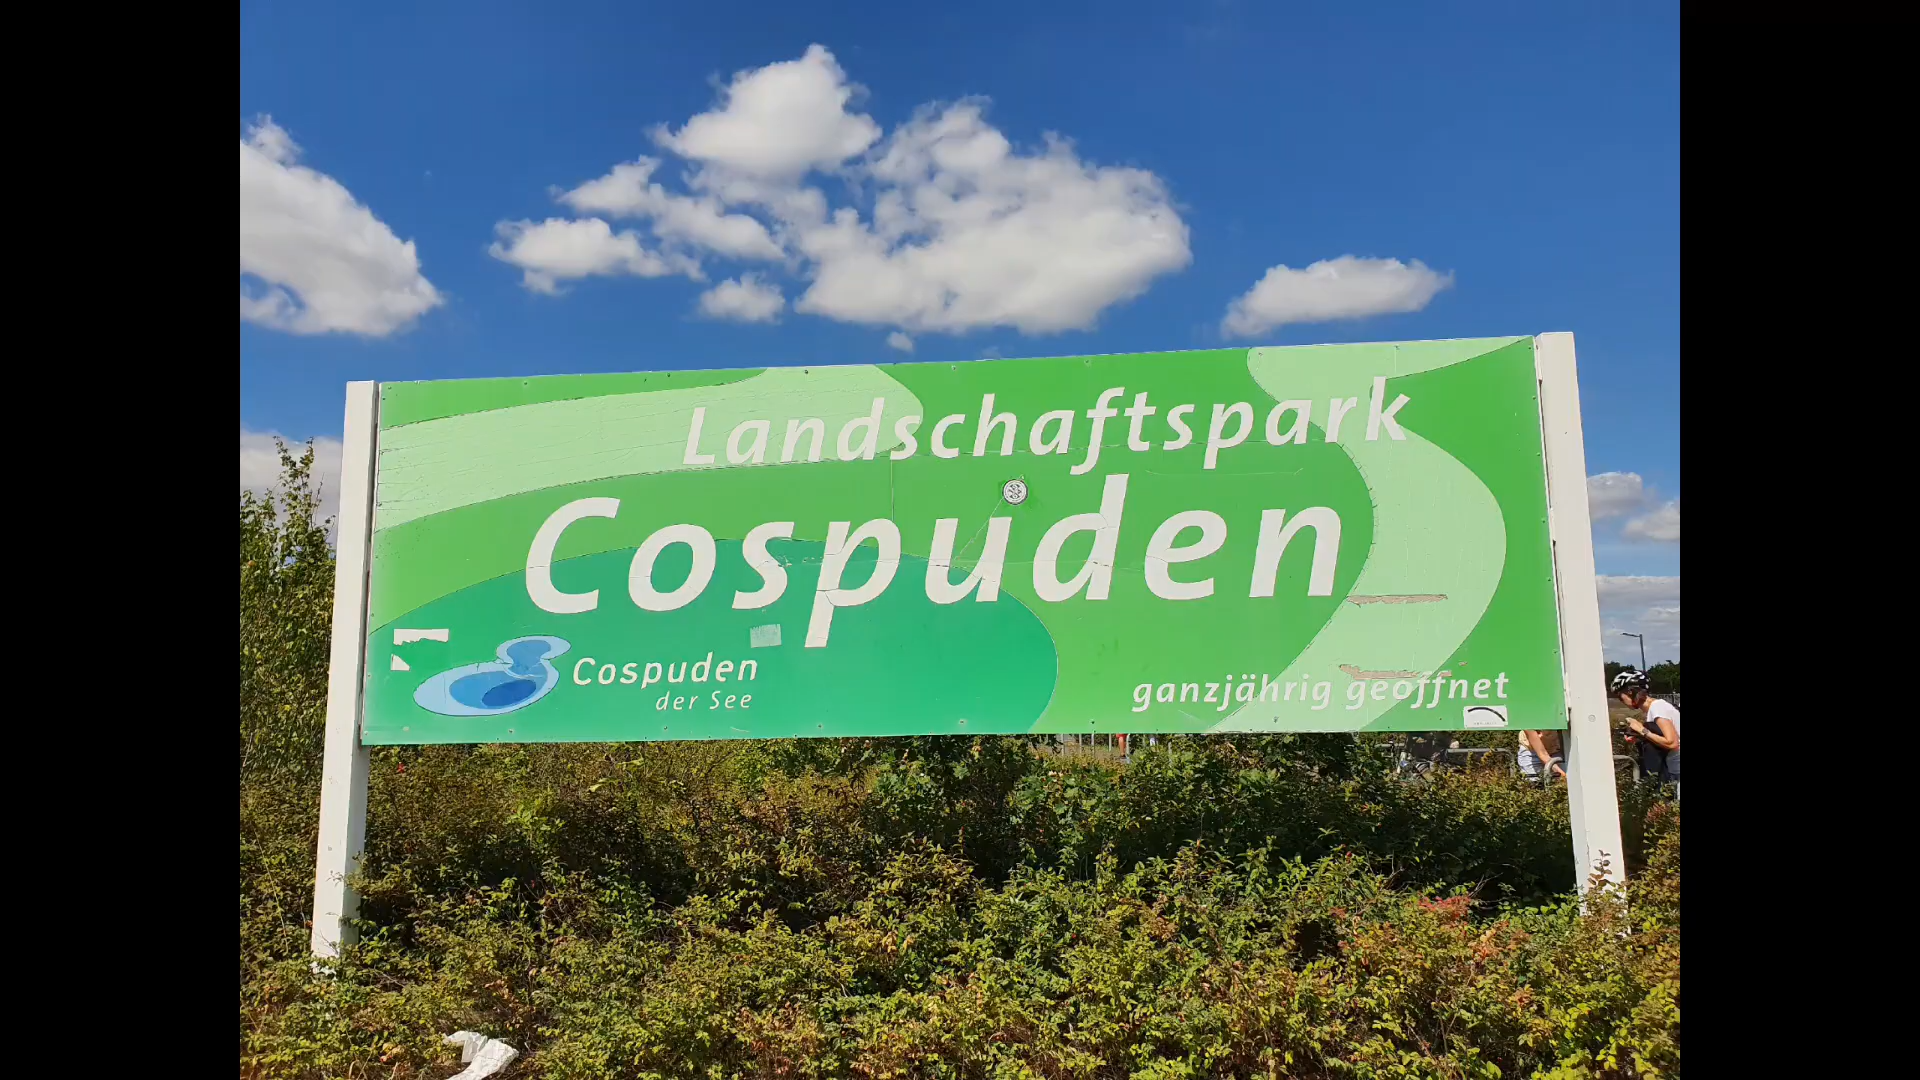 Landschaftspark
Cospuden
Cospuden
der See
ganzjährig geöffnet